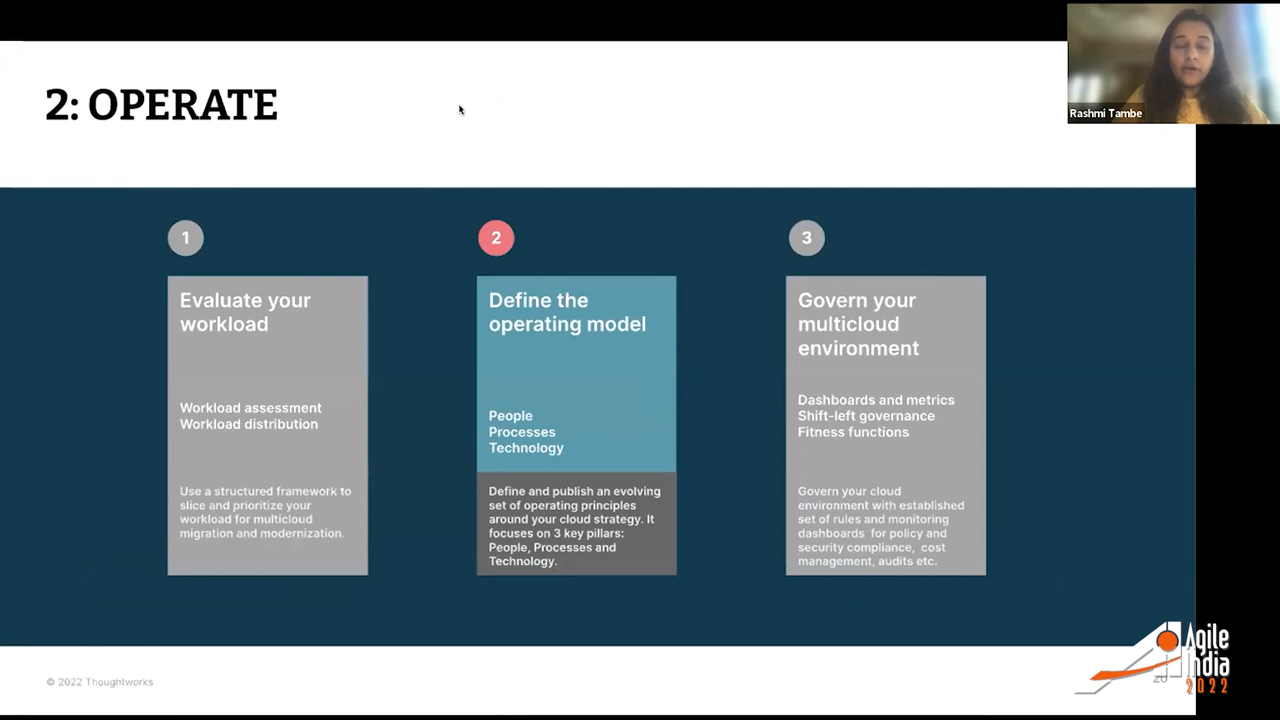 2: OPERATE
Rashmi Tambe
1
Evaluate your
workload
Workload assessment
Workload distribution
Use a structured framework to
slice and prioritize your
workload for multicloud
migration and modernization.
2
Define the
operating model
People
Processes
Technology
Define and publish an evolving
set of operating principles
around your cloud strategy. It
focuses on 3 key pillars:
People, Processes and
Technology.
3
Govern your
multicloud
environment
Dashboards and metrics
Shift-left governance
Fitness functions
Govern your cloud
environment with established
set of rules and monitoring
dashboards for policy and
security compliance, cost
management, audits etc.
© 2022 Thoughtworks
Agile
India
2022